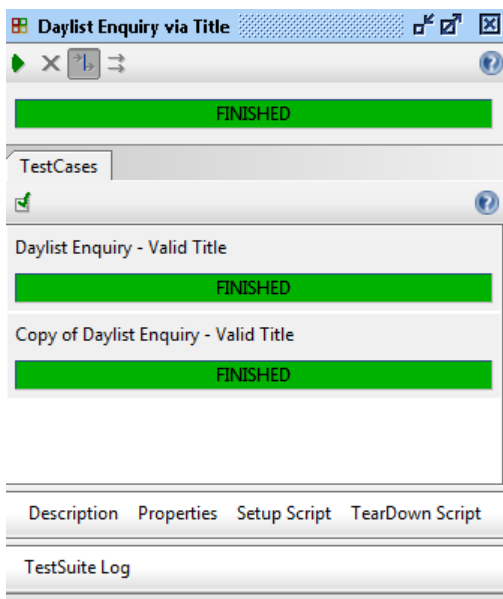 Daylist Enquiry via Title
FINISHED
TestCases
Daylist Enquiry - Valid Title
FINISHED
Copy of Daylist Enquiry - Valid Title
FINISHED
Description Properties Setup Script TearDown Script
TestSuite Log